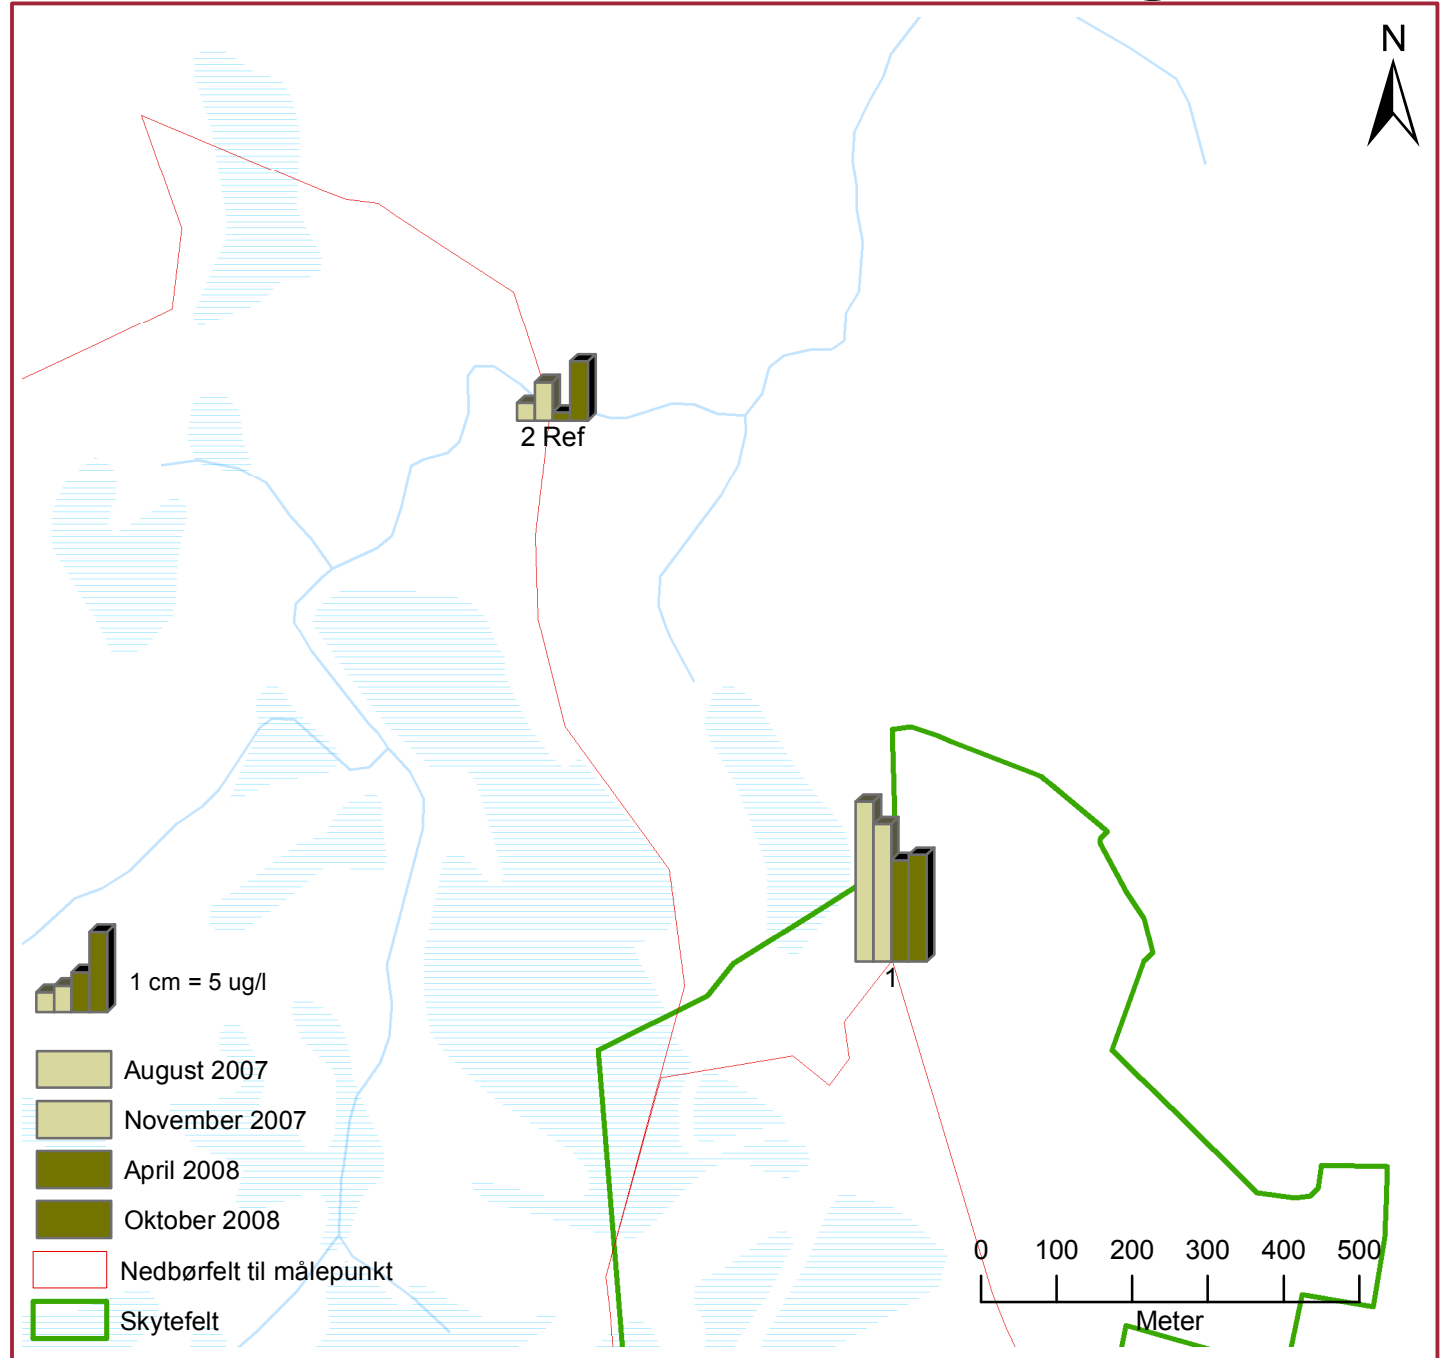 N
2 Ref
1
1 cm = 5 ug/l
August 2007
November 2007
April 2008
Oktober 2008
Nedbørfelt til målepunkt
Skytefelt
0 100 200 300 400 500
Meter